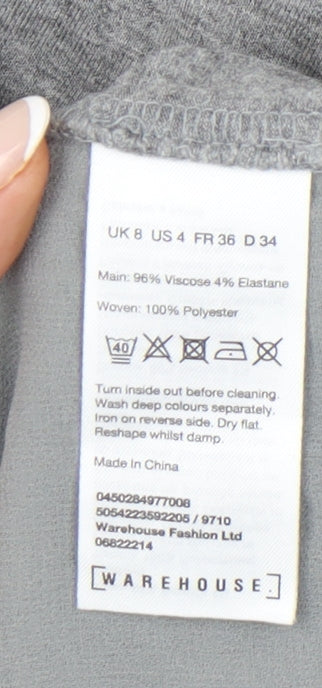 UK 8 US 4 FR 36 D 34
Main: 96% Viscose 4% Elastane
Woven: 100% Polyester
40
Turn inside out before cleaning.
Wash deep colours separately.
Iron on reverse side. Dry flat.
Reshape whilst damp.
Made In China
0450284977008
5054223592205 / 9710
Warehouse Fashion Ltd
06822214
[WAREHOUSE.]